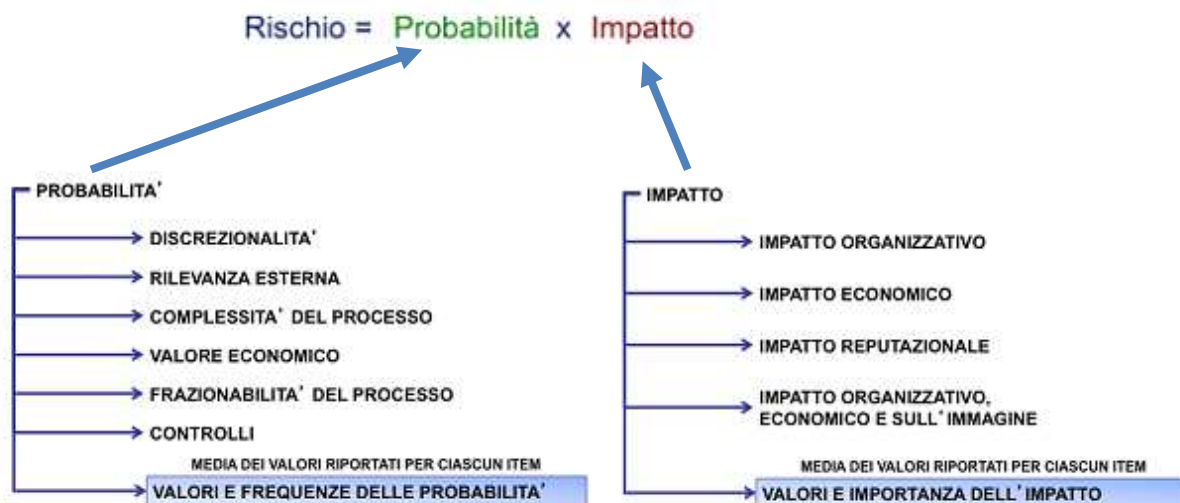 Rischio = Probabilità x Impatto
PROBABILITA'
DISCREZIONALITA'
RILEVANZA ESTERNA
COMPLESSITA' DEL PROCESSO
VALORE ECONOMICO
FRAZIONABILITA' DEL PROCESSO
CONTROLLI
MEDIA DEI VALORI RIPORTATI PER CIASCUN ITEM
VALORI E FREQUENZE DELLE PROBABILITA'
IMPATTO
IMPATTO ORGANIZZATIVO
IMPATTO ECONOMICO
IMPATTO REPUTAZIONALE
IMPATTO ORGANIZZATIVO,
ECONOMICO E SULL'IMMAGINE
MEDIA DEI VALORI RIPORTATI PER CIASCUN ITEM
VALORI E IMPORTANZA DELL'IMPATTO